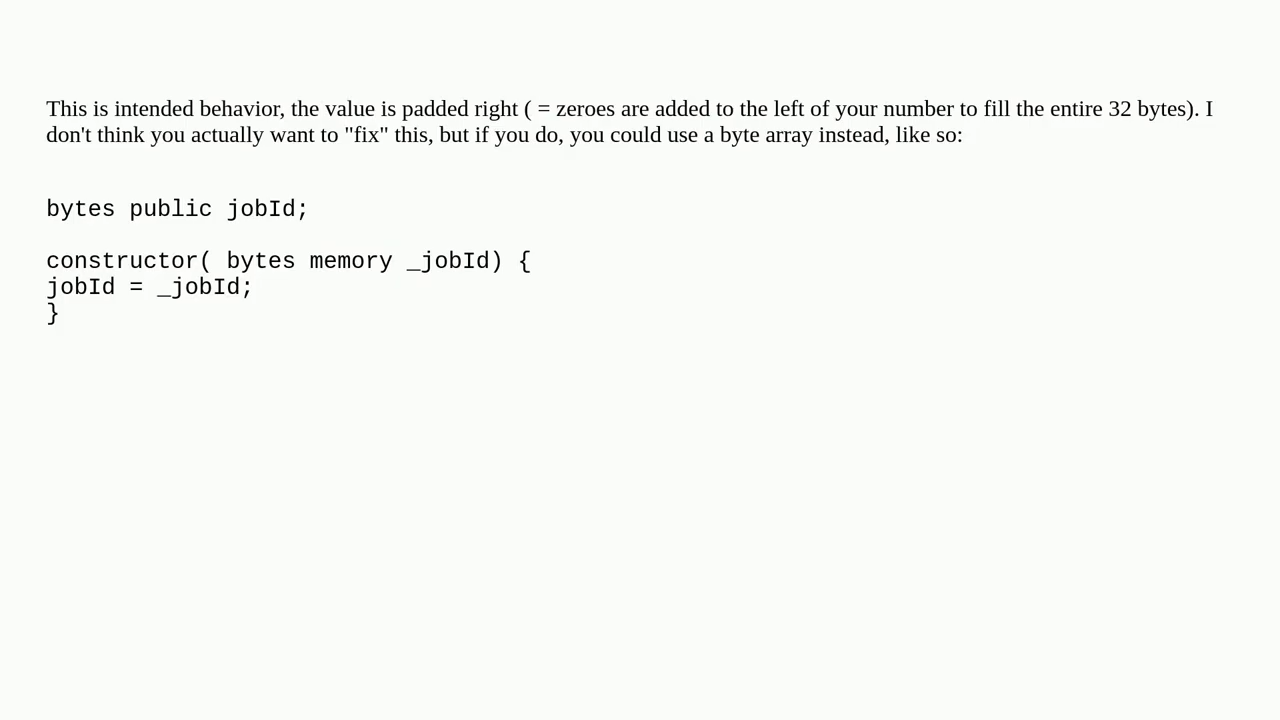 This is intended behavior, the value is padded right ( = zeroes are added to the left of your number to fill the entire 32 bytes). I
don't think you actually want to "fix" this, but if you do, you could use a byte array instead, like so:
bytes public jobId;
constructor( bytes memory _jobId) {
jobId = _jobId;
}